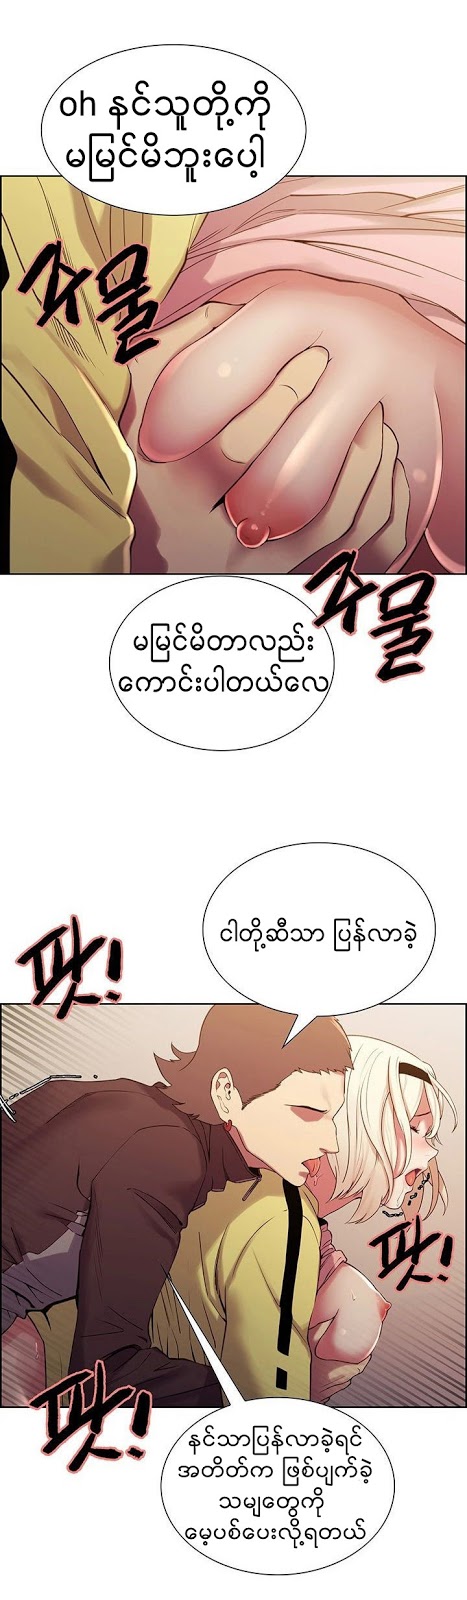 oh နင်သူတို့ကို
မမြင်မိဘူးပေါ့
주물
주물
မမြင်မိတာလည်း
ကောင်းပါတယ်လေ
ငါတို့ဆီသာ ပြန်လာခဲ့
팟!
팟!
팟!
နင်သာပြန်လာခဲ့ရင်
အတိတ်က ဖြစ်ပျက်ခဲ့
သမျှတွေကို
မေ့ပစ်ပေးလို့ရတယ်